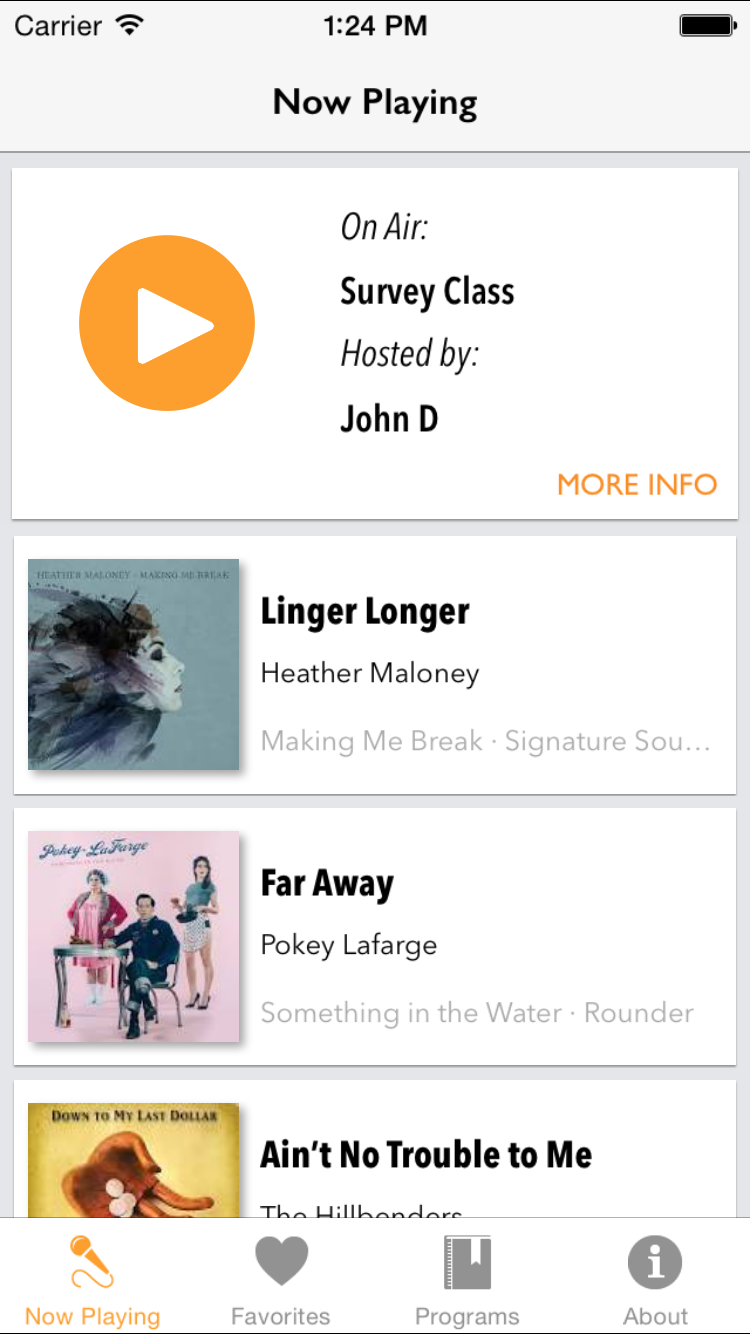 Carrier
1:24 PM
Now Playing
On Air:
Survey Class
Hosted by:
John D
MORE INFO
HEATHER MALONEY · MAKING ME BREAK
Linger Longer
Heather Maloney
Making Me Break · Signature Sou...
Pokey LaFarge
Far Away
Pokey Lafarge
Something in the Water · Rounder
DOWN TO MY LAST DOLLAR
Ain’t No Trouble to Me
The Hillbenders
Now Playing
Favorites
Programs
About